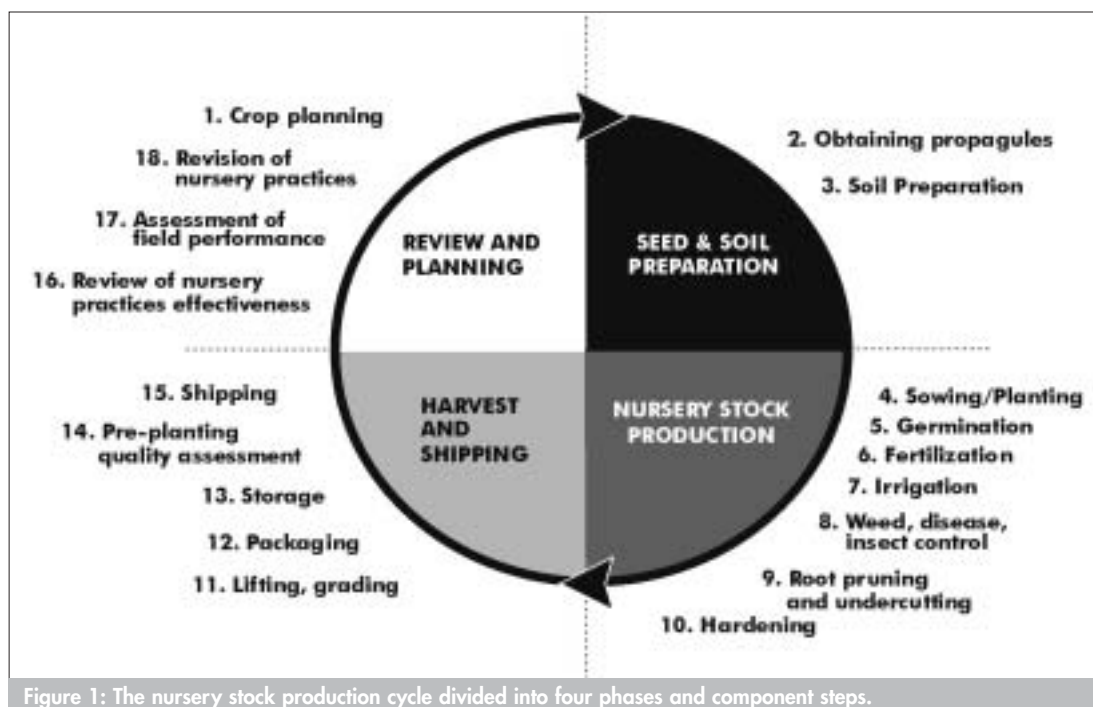 1. Crop planning
18. Revision of
nursery practices
17. Assessment of
field performance
16. Review of nursery
practices effectiveness
REVIEW AND
PLANNING
SEED & SOIL
PREPARATION
2. Obtaining propagules
3. Soil Preparation
15. Shipping
14. Pre-planting
quality assessment
13. Storage
12. Packaging
11. Lifting, grading
HARVEST
AND
SHIPPING
NURSERY STOCK
PRODUCTION
4. Sowing/Planting
5. Germination
6. Fertilization
7. Irrigation
8. Weed, disease,
insect control
9. Root pruning
and undercutting
10. Hardening
Figure 1: The nursery stock production cycle divided into four phases and component steps.